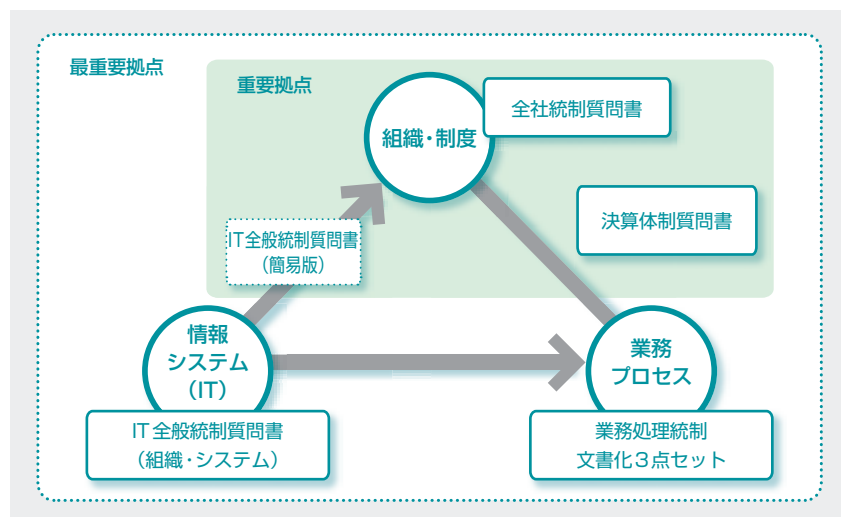 最重要拠点
重要拠点
組織・制度
全社統制質問書
決算体制質問書
IT全般統制質問書
（簡易版）
情報
システム
（IT）
IT全般統制質問書
（組織・システム）
業務
プロセス
業務処理統制
文書化3点セット